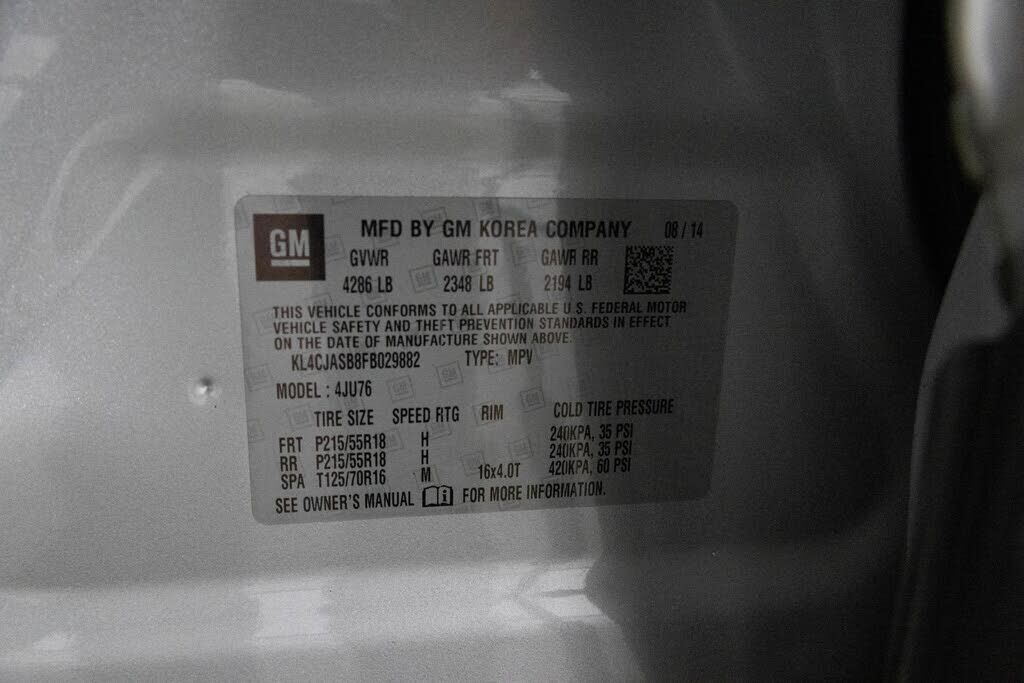 GM
MFD BY GM KOREA COMPANY 08 / 14
GVWR GAWR FRT GAWR RR
4286 LB 2348 LB 2194 LB
THIS VEHICLE CONFORMS TO ALL APPLICABLE U.S. FEDERAL MOTOR
VEHICLE SAFETY AND THEFT PREVENTION STANDARDS IN EFFECT
ON THE DATE OF MANUFACTURE SHOWN ABOVE.
KL4CJASB8FB029882 TYPE: MPV
MODEL : 4JU76
TIRE SIZE SPEED RTG RIM COLD TIRE PRESSURE
FRT P215/55R18 H 240KPA, 35 PSI
RR P215/55R18 H 240KPA, 35 PSI
SPA T125/70R16 M 16x4.0T 420KPA, 60 PSI
SEE OWNER'S MANUAL FOR MORE INFORMATION.